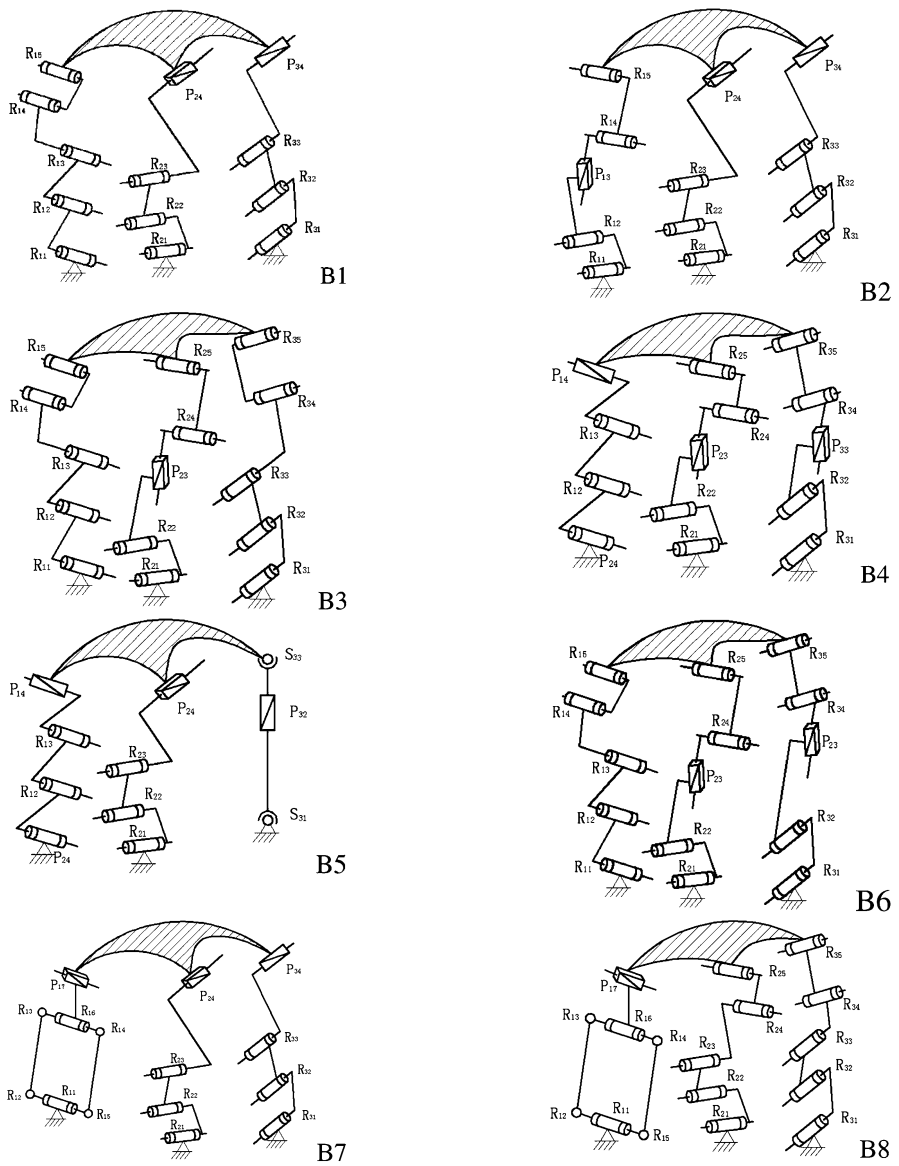 R₁₅
R₁₄
R₁₃
R₁₂
R₁₁
P₂₄
R₂₃
R₂₂
R₂₁
P₃₄
R₃₃
R₃₂
R₃₁
B1
R₁₅
R₁₄
P₁₃
R₁₂
R₁₁
P₂₄
R₂₃
R₂₂
R₂₁
P₃₄
R₃₃
R₃₂
R₃₁
B2
R₁₅
R₁₄
R₁₃
R₁₂
R₁₁
R₂₅
R₂₄
P₂₃
R₂₂
R₂₁
R₃₅
R₃₄
R₃₃
R₃₂
R₃₁
B3
P₁₄
R₁₃
R₁₂
P₂₄
R₂₅
R₂₄
P₂₃
R₂₂
R₂₁
R₃₅
R₃₄
P₃₃
R₃₂
R₃₁
B4
P₁₄
R₁₃
R₁₂
P₂₄
P₂₄
R₂₃
R₂₂
R₂₁
S₃₃
P₃₂
S₃₁
B5
R₁₅
R₁₄
R₁₃
R₁₂
R₁₁
R₂₅
R₂₄
P₂₃
R₂₂
R₂₁
R₃₅
R₃₄
P₂₃
R₃₂
R₃₁
B6
P₁₇
R₁₃
R₁₆
R₁₄
R₁₂
R₁₁
R₁₅
P₂₄
R₂₃
R₂₂
R₂₁
P₃₄
R₃₃
R₃₂
R₃₁
B7
P₁₇
R₁₃
R₁₆
R₁₄
R₁₂
R₁₁
R₁₅
R₂₅
R₂₄
R₂₃
R₂₂
R₂₁
R₃₅
R₃₄
R₃₃
R₃₂
R₃₁
B8